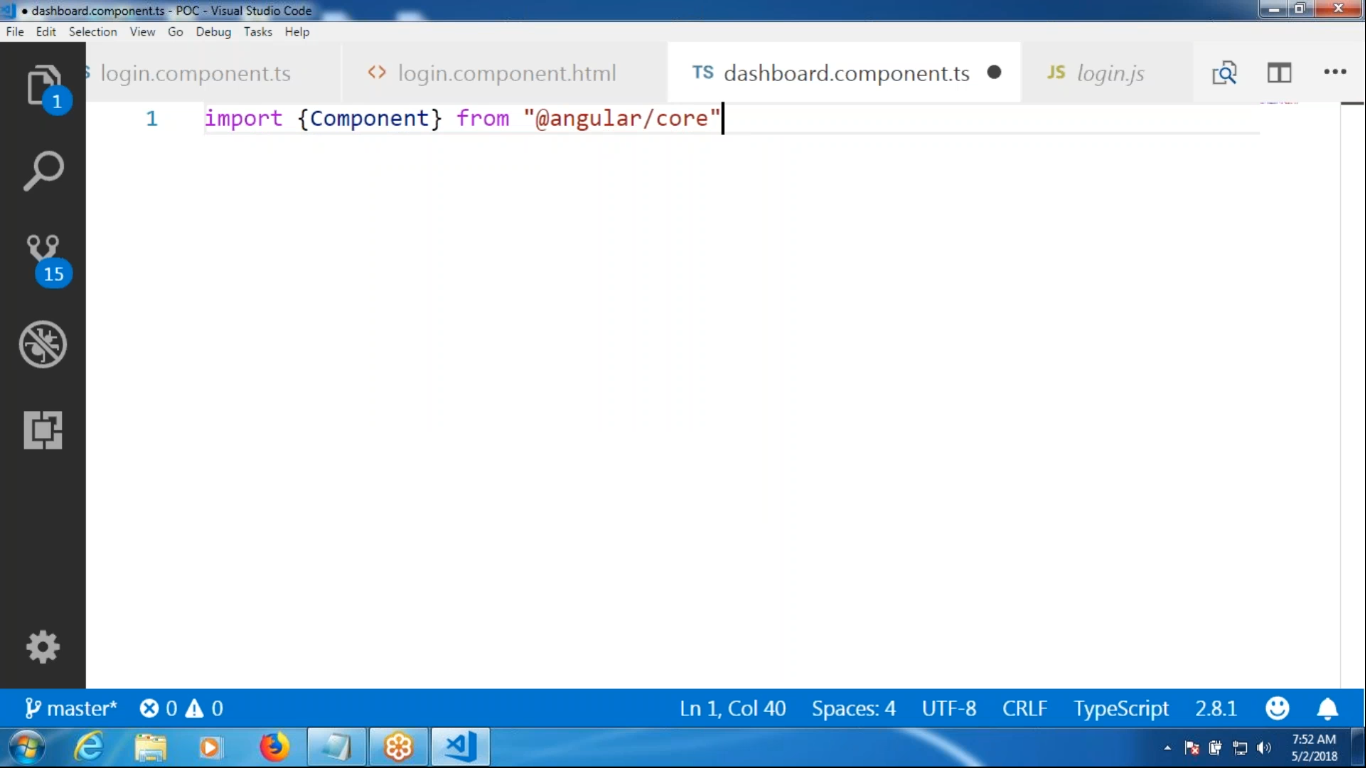 dashboard.component.ts - POC - Visual Studio Code
File Edit Selection View Go Debug Tasks Help
login.component.ts <> login.component.html TS dashboard.component.ts ● JS login.js •••
1
1 import {Component} from "@angular/core"
15
master* 0 0 Ln 1, Col 40 Spaces: 4 UTF-8 CRLF TypeScript 2.8.1
7:52 AM
5/2/2018